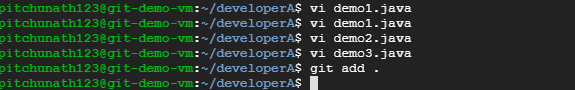 pitchunath123@git-demo-vm:~/developerA$ vi demo1.java
pitchunath123@git-demo-vm:~/developerA$ vi demo1.java
pitchunath123@git-demo-vm:~/developerA$ vi demo2.java
pitchunath123@git-demo-vm:~/developerA$ vi demo3.java
pitchunath123@git-demo-vm:~/developerA$ git add .
pitchunath123@git-demo-vm:~/developerA$